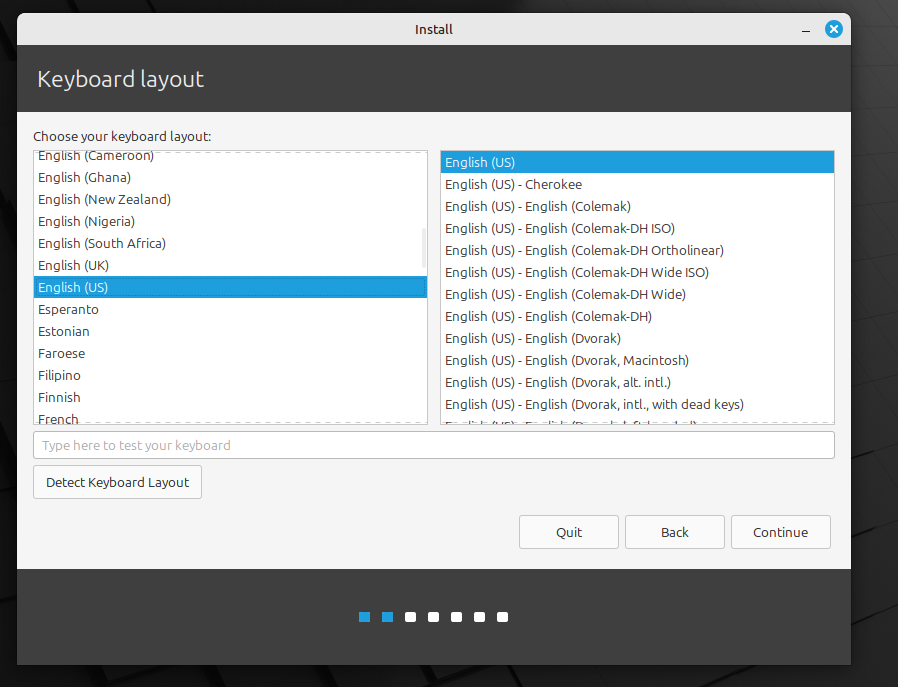 Install
Keyboard layout
Choose your keyboard layout:
English (Cameroon)
English (Ghana)
English (New Zealand)
English (Nigeria)
English (South Africa)
English (UK)
English (US)
Esperanto
Estonian
Faroese
Filipino
Finnish
French
English (US)
English (US) - Cherokee
English (US) - English (Colemak)
English (US) - English (Colemak-DH ISO)
English (US) - English (Colemak-DH Ortholinear)
English (US) - English (Colemak-DH Wide ISO)
English (US) - English (Colemak-DH Wide)
English (US) - English (Colemak-DH)
English (US) - English (Dvorak)
English (US) - English (Dvorak, Macintosh)
English (US) - English (Dvorak, alt. intl.)
English (US) - English (Dvorak, intl., with dead keys)
Type here to test your keyboard
Detect Keyboard Layout
Quit
Back
Continue